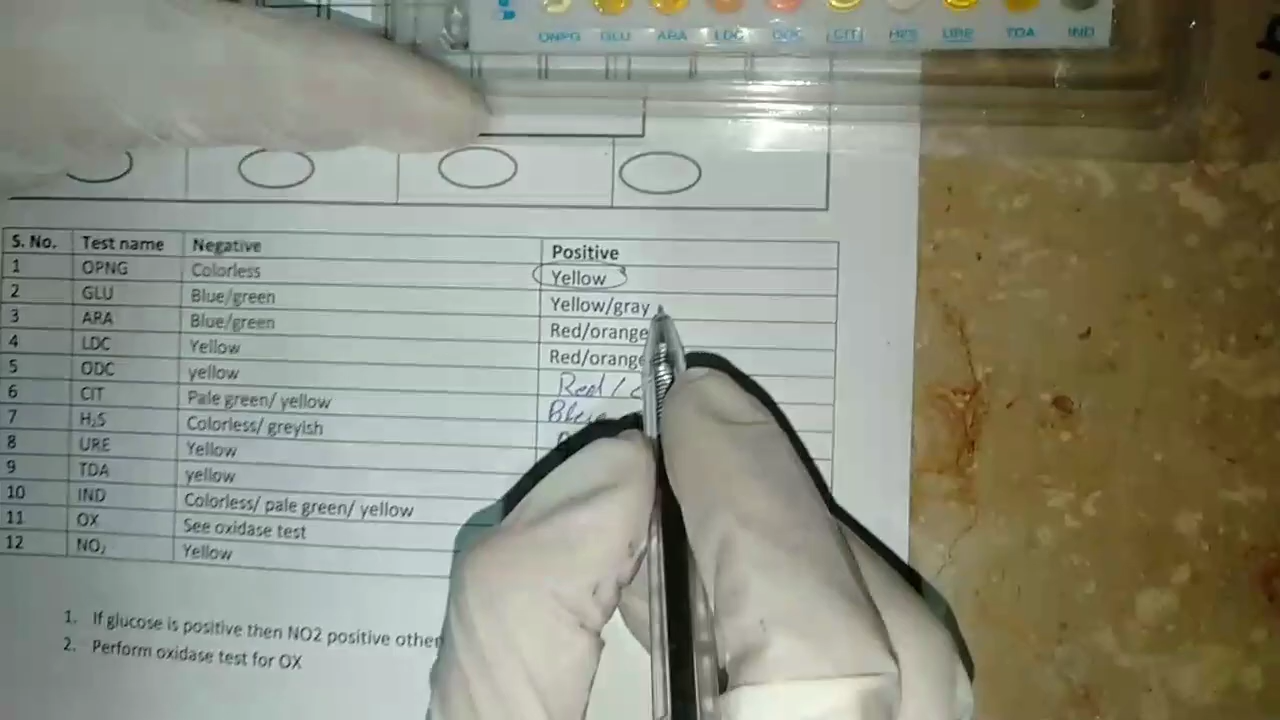 ONPG GLU ARA LDC ODC CIT H2S URE TDA IND
S. No. Test name Negative Positive
1 OPNG Colorless Yellow
2 GLU Blue/green Yellow/gray
3 ARA Blue/green Red/orange
4 LDC Yellow Red/orange
5 ODC yellow Red /
6 CIT Pale green/ yellow
7 H₂S Colorless/ greyish
8 URE Yellow
9 TDA yellow
10 IND Colorless/ pale green/ yellow
11 OX See oxidase test
12 NO₂ Yellow
1. If glucose is positive then NO2 positive other
2. Perform oxidase test for OX